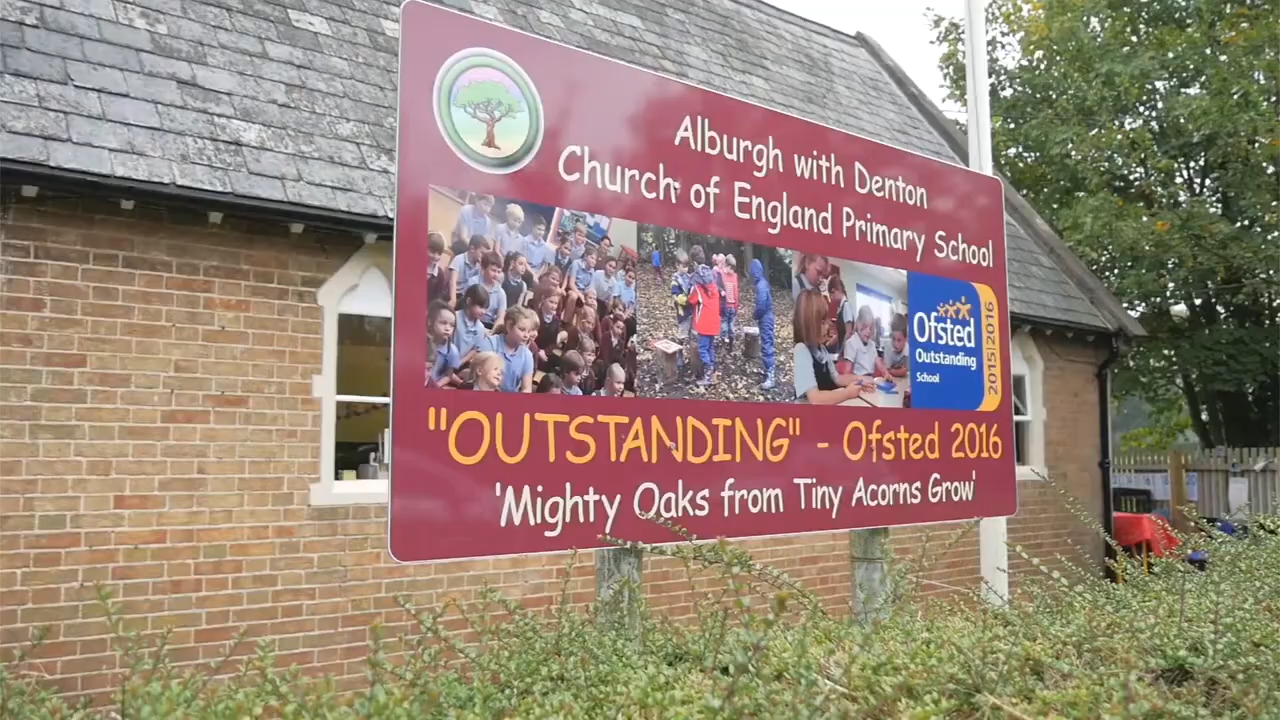 Alburgh with Denton
Church of England Primary School
Ofsted
Outstanding
School
2015|2016
"OUTSTANDING" - Ofsted 2016
'Mighty Oaks from Tiny Acorns Grow'